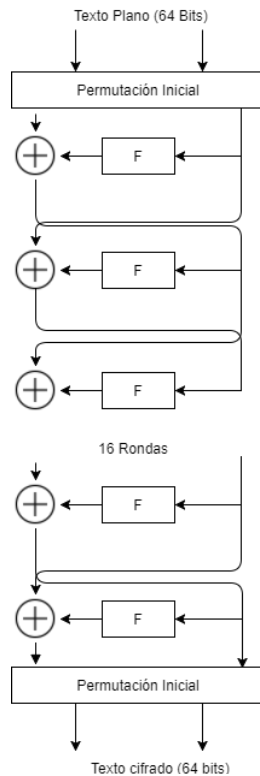 Texto Plano (64 Bits)
Permutación Inicial
F
F
F
16 Rondas
F
F
Permutación Inicial
Texto cifrado (64 bits)